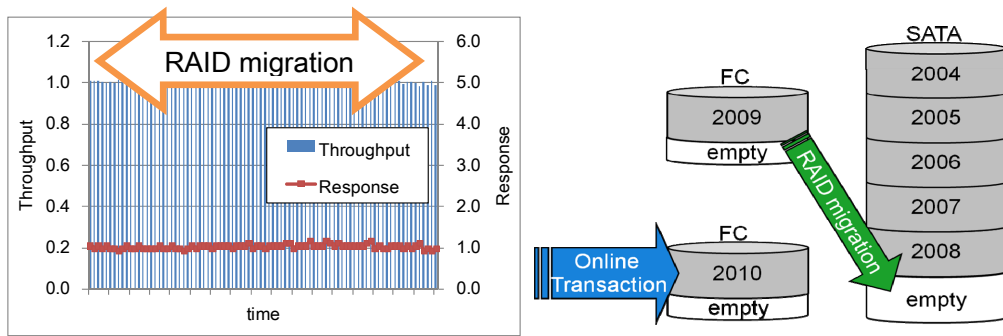 RAID migration
1.2
1.0
0.8
0.6
0.4
0.2
0.0
Throughput
6.0
5.0
4.0
3.0
2.0
1.0
0.0
Response
Throughput
Response
time
FC
2009
empty
FC
2010
empty
Online
Transaction
RAID migration
SATA
2004
2005
2006
2007
2008
empty